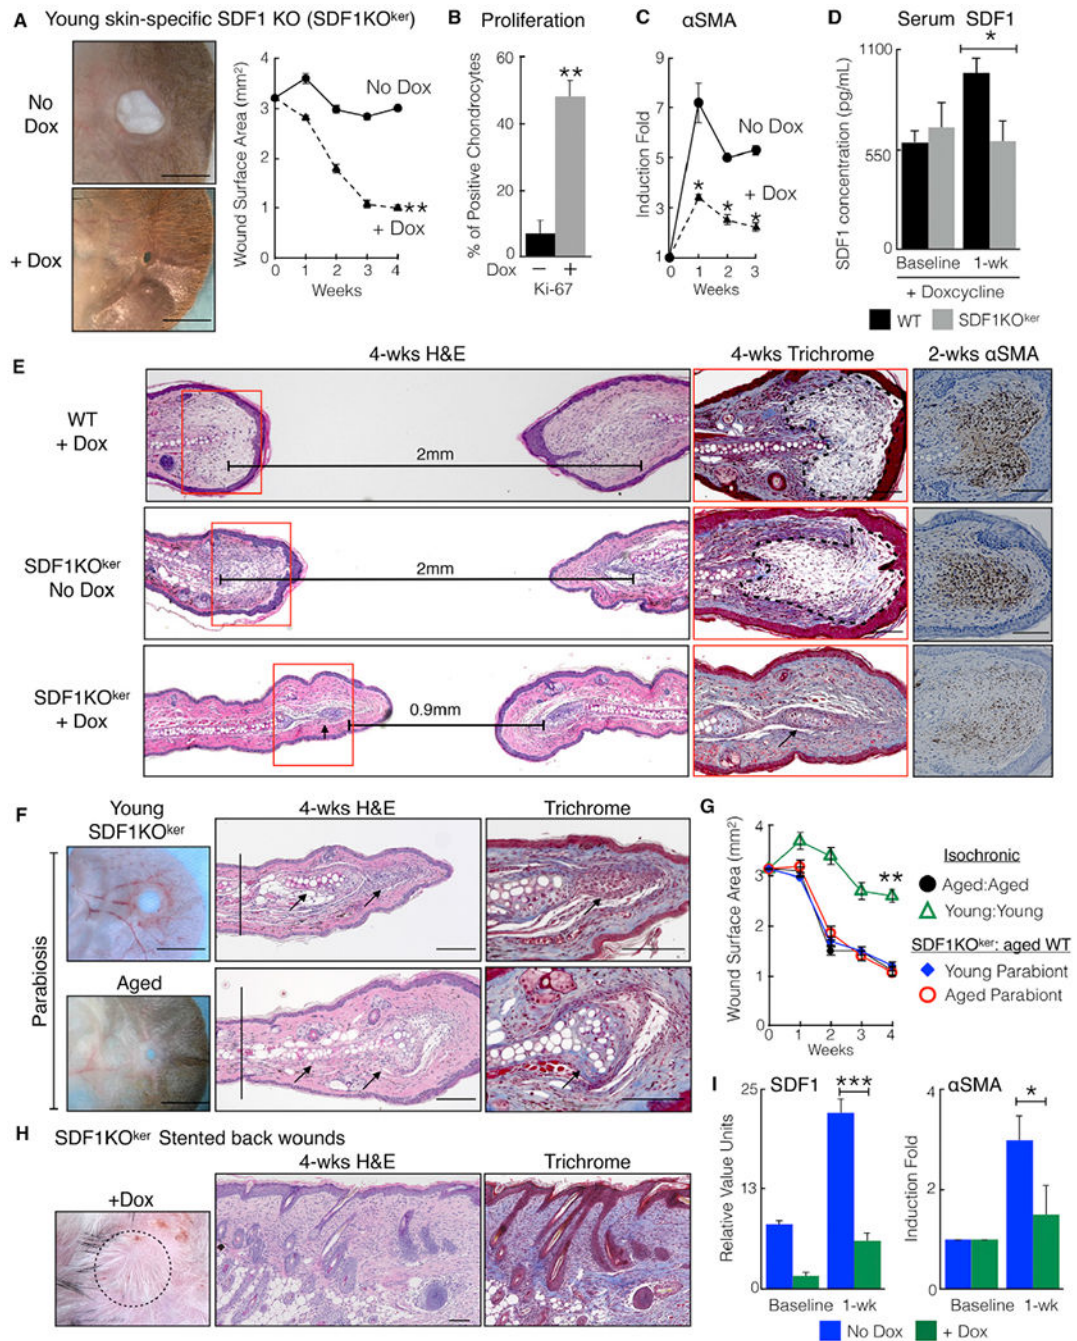 A Young skin-specific SDF1 KO (SDF1KOᵏᵉʳ)
No
Dox
+ Dox
Wound Surface Area (mm²)
4
3
2
1
0
0 1 2 3 4
Weeks
No Dox
**
+ Dox
B Proliferation
% of Positive Chondrocytes
60
40
20
0
**
Dox − +
Ki-67
C αSMA
Induction Fold
9
7
5
3
1
No Dox
+ Dox
* * *
0 1 2 3
Weeks
D Serum SDF1
*
SDF1 concentration (pg/mL)
1100
550
0
Baseline 1-wk
+ Doxcycline
WT SDF1KOᵏᵉʳ
E 4-wks H&E 4-wks Trichrome 2-wks αSMA
WT
+ Dox
2mm
SDF1KOᵏᵉʳ
No Dox
2mm
SDF1KOᵏᵉʳ
+ Dox
0.9mm
F Young
SDF1KOᵏᵉʳ
4-wks H&E Trichrome
Parabiosis
Aged
G
Wound Surface Area (mm²)
4
3
2
1
0
0 1 2 3 4
Weeks
**
Isochronic
Aged:Aged
Young:Young
SDF1KOᵏᵉʳ: aged WT
Young Parabiont
Aged Parabiont
H SDF1KOᵏᵉʳ Stented back wounds
4-wks H&E Trichrome
+Dox
I SDF1
***
Relative Value Units
25
13
0
Baseline 1-wk
αSMA
*
Induction Fold
4
2
0
Baseline 1-wk
No Dox + Dox